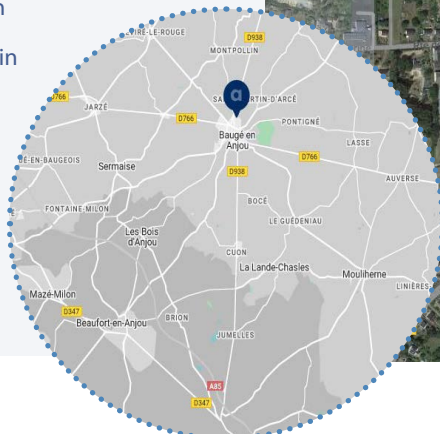 in
D938
MONTPOLLIN
D766
a
JARZÉ
D766
Baugé en
Anjou
PONTIGNÉ
LASSE
D766
Sermaise
D938
AUVERSE
BOCÉ
FONTAINE-MILON
LE GUÉDENIAU
Les Bois
d'Anjou
CUON
La Lande-Chasles
Mouliherne
Mazé-Milon
D347
BRION
Beaufort-en-Anjou
JUMELLES
A85
D347